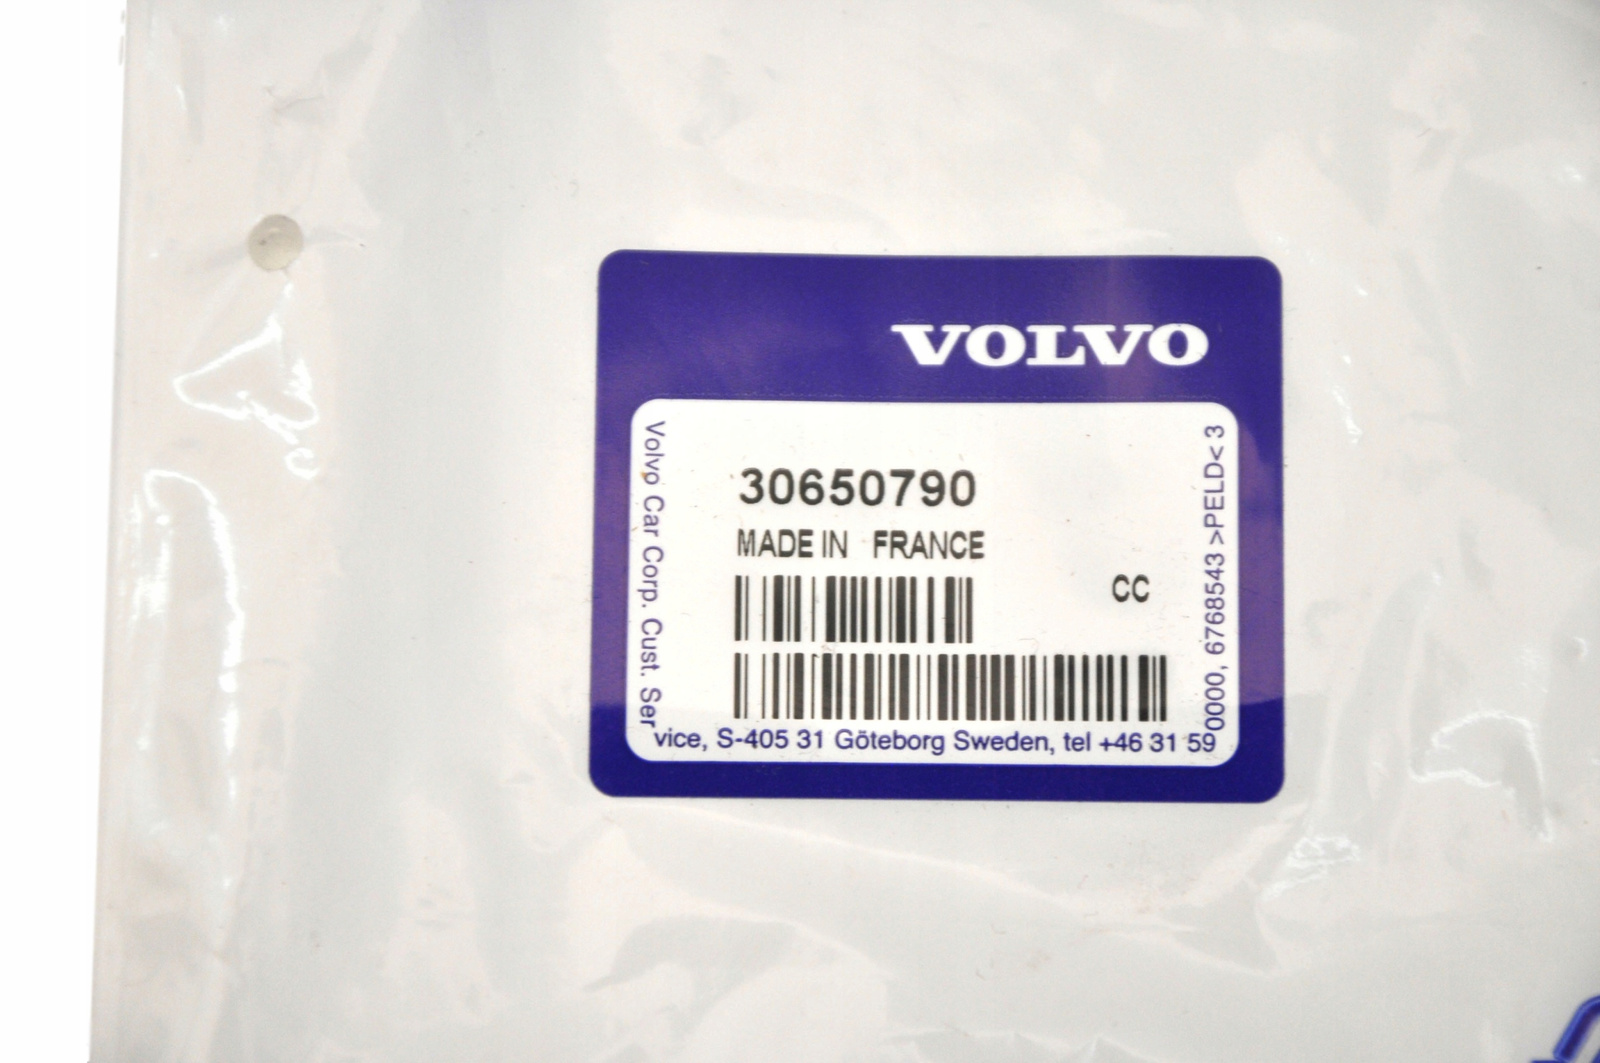 VOLVO
Volvo Car Corp. Cust. Ser
30650790
MADE IN FRANCE
CC
vice, S-405 31 Göteborg Sweden, tel +46 31 59
0000, 6768543 >PELD< 3